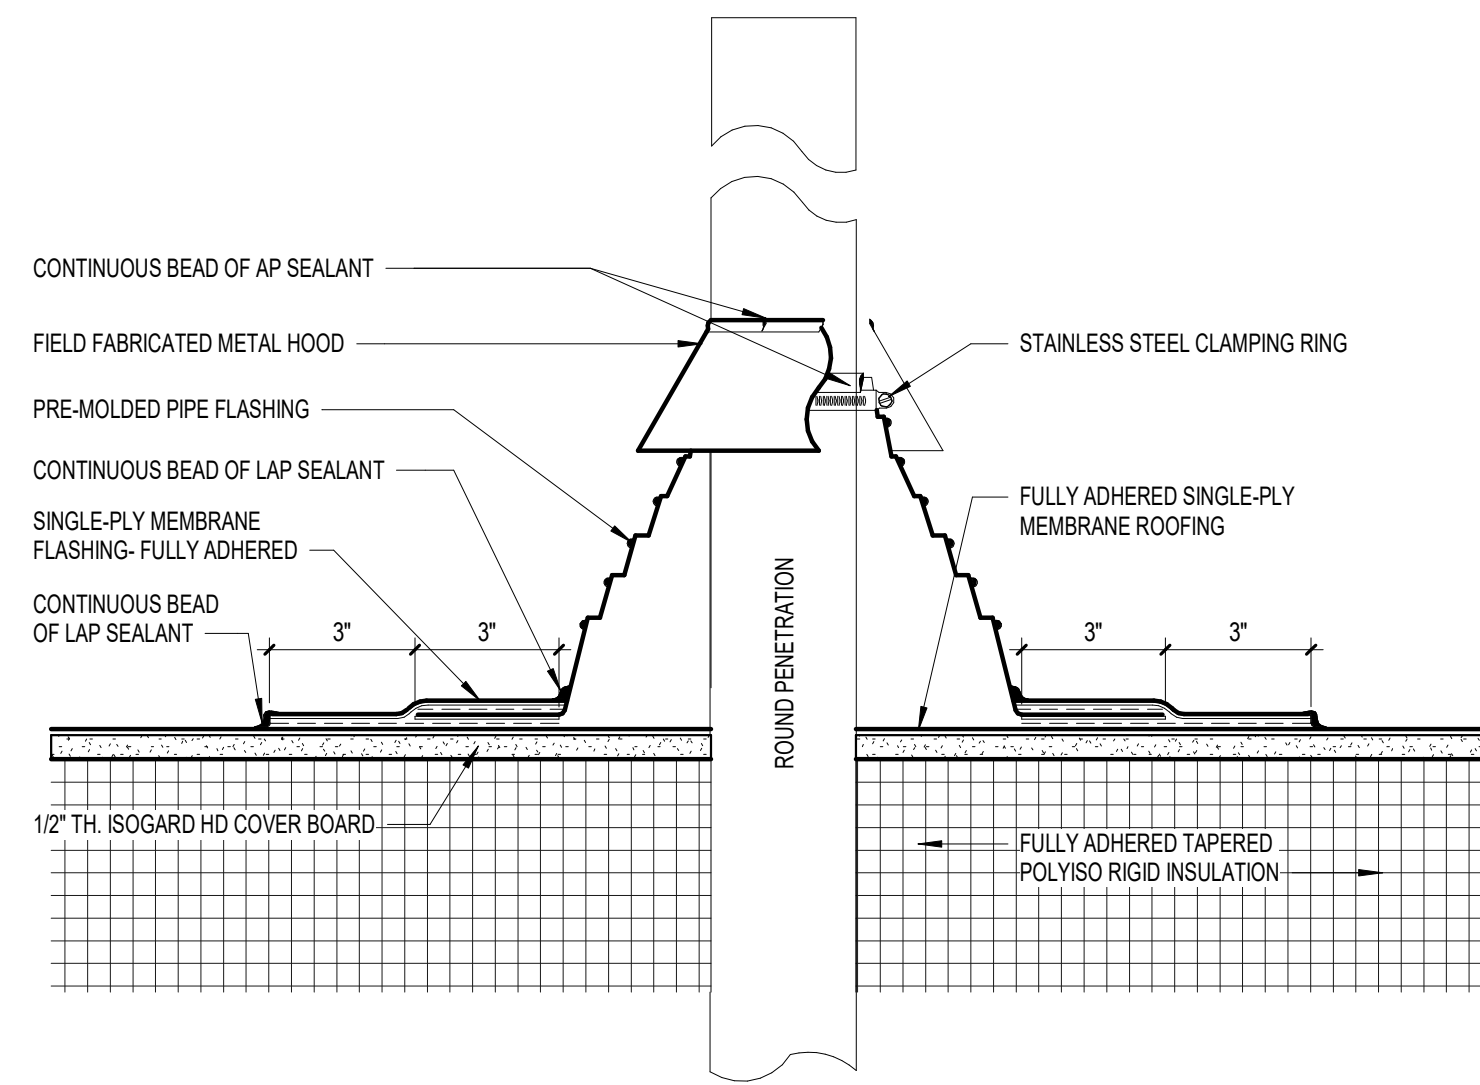 CONTINUOUS BEAD OF AP SEALANT
FIELD FABRICATED METAL HOOD
PRE-MOLDED PIPE FLASHING
CONTINUOUS BEAD OF LAP SEALANT
SINGLE-PLY MEMBRANE
FLASHING- FULLY ADHERED
CONTINUOUS BEAD
OF LAP SEALANT
3"
3"
1/2" TH. ISOGARD HD COVER BOARD
ROUND PENETRATION
STAINLESS STEEL CLAMPING RING
FULLY ADHERED SINGLE-PLY
MEMBRANE ROOFING
3"
3"
FULLY ADHERED TAPERED
POLYISO RIGID INSULATION